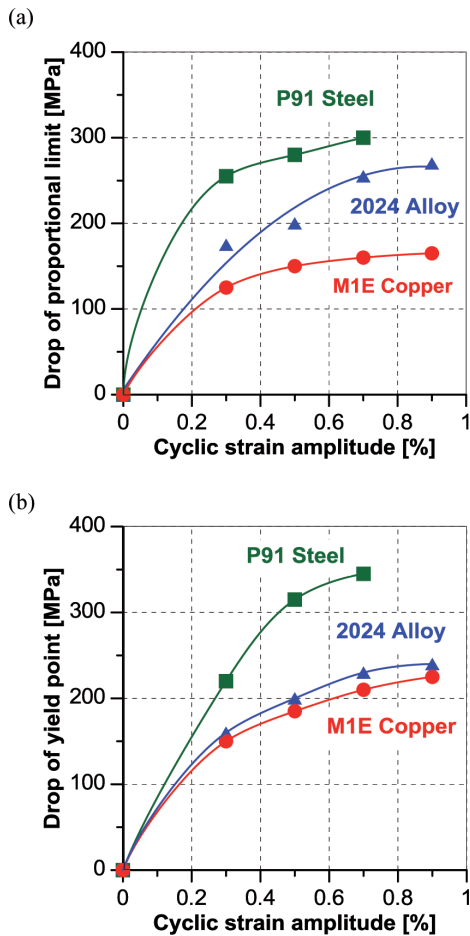 (a)
400
300
200
100
0
Drop of proportional limit [MPa]
P91 Steel
2024 Alloy
M1E Copper
0 0.2 0.4 0.6 0.8 1
Cyclic strain amplitude [%]
(b)
400
300
200
100
0
Drop of yield point [MPa]
P91 Steel
2024 Alloy
M1E Copper
0 0.2 0.4 0.6 0.8 1
Cyclic strain amplitude [%]